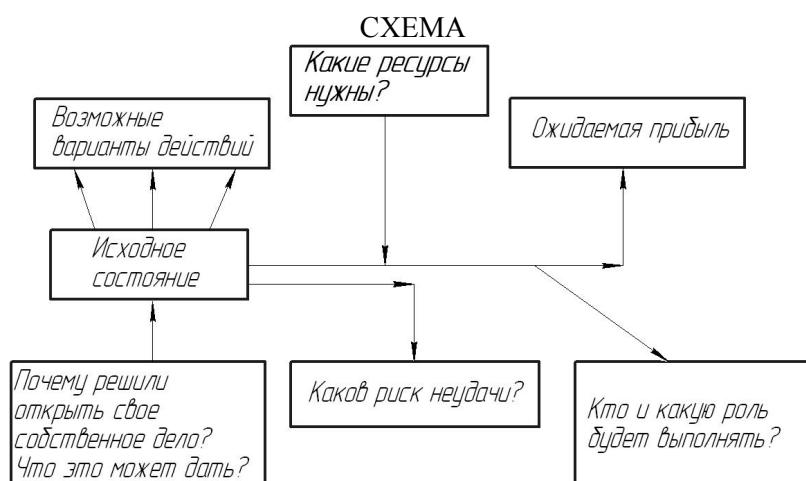 СХЕМА
Какие ресурсы
нужны?
Возможные
варианты действий
Ожидаемая прибыль
Исходное
состояние
Почему решили
открыть свое
собственное дело?
Что это может дать?
Каков риск неудачи?
Кто и какую роль
будет выполнять?